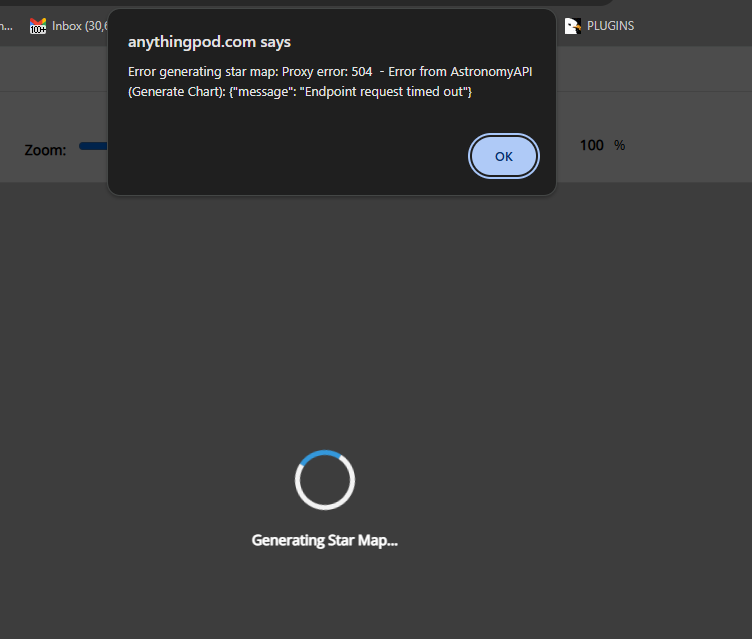 n... Inbox (30,6 PLUGINS
100+
anythingpod.com says
Error generating star map: Proxy error: 504 - Error from AstronomyAPI
(Generate Chart): {"message": "Endpoint request timed out"}
OK
Zoom: 100 %
Generating Star Map...